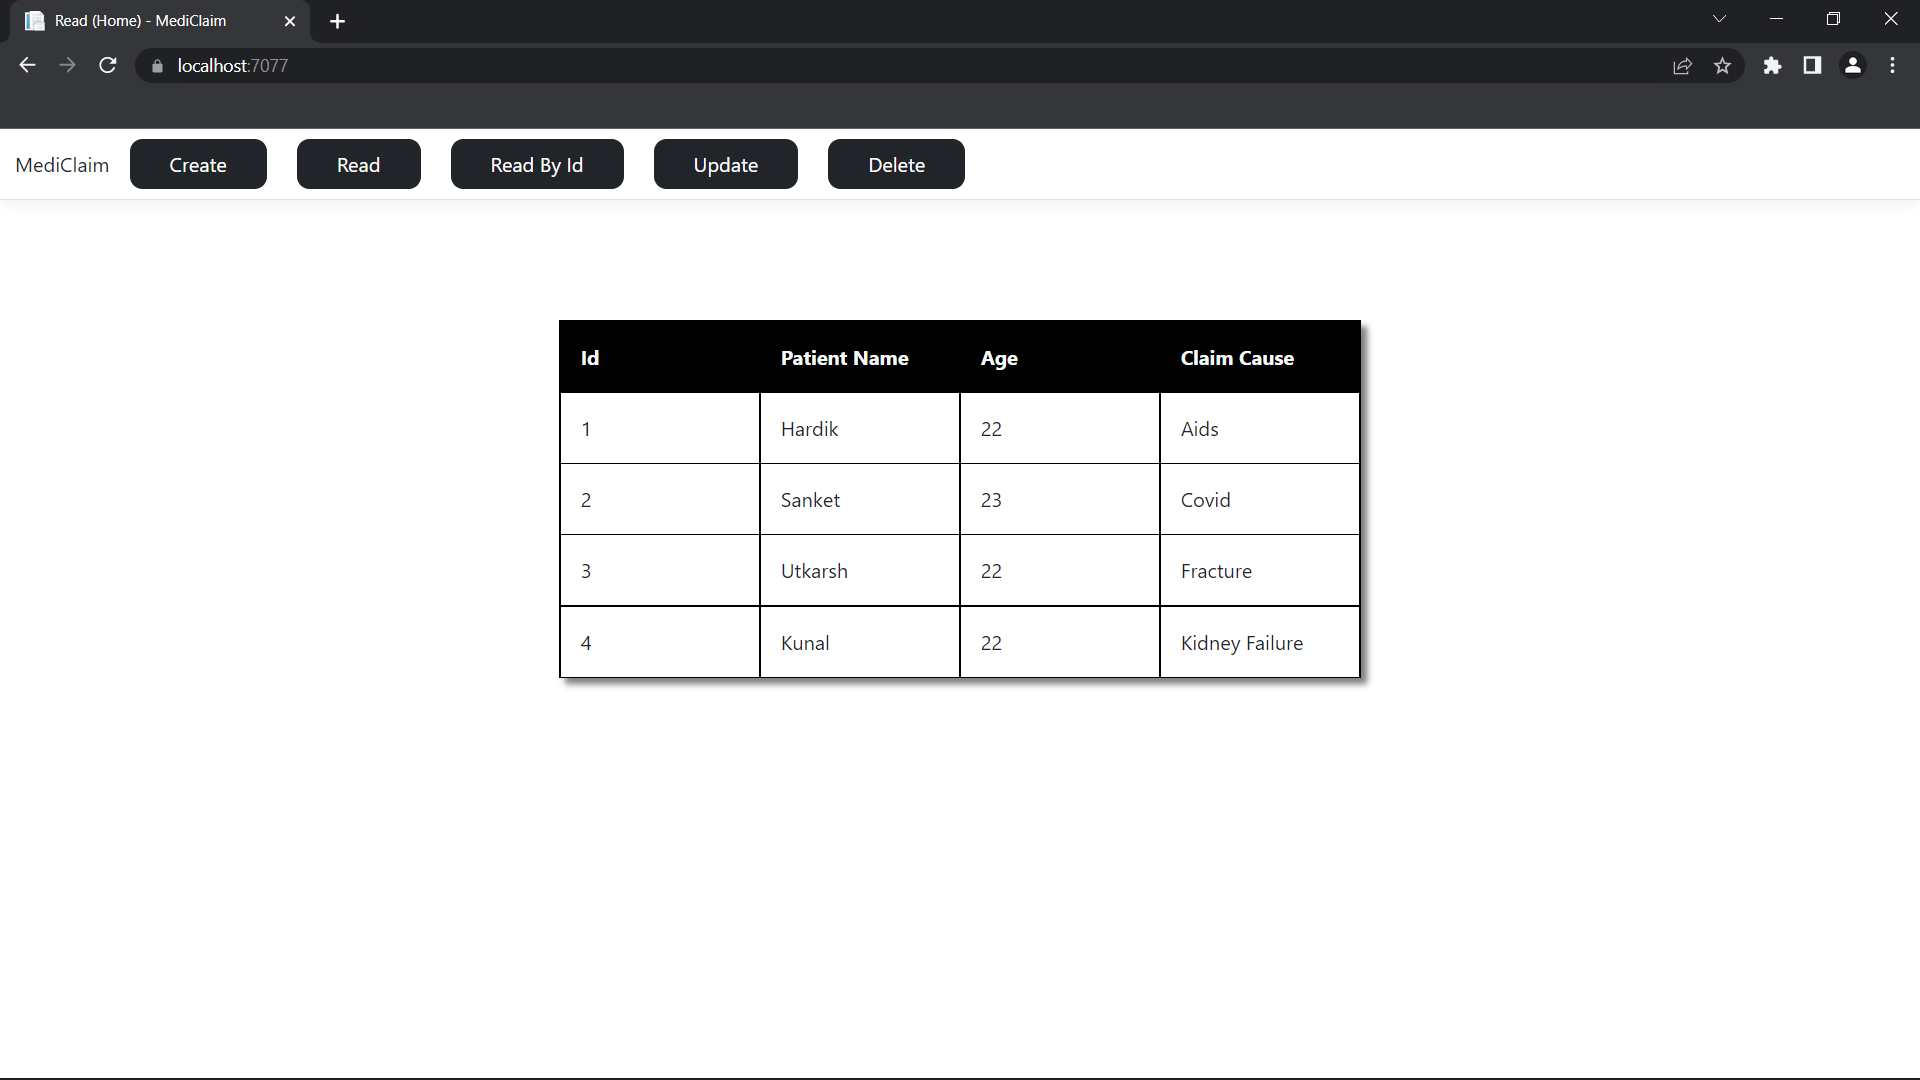 Read (Home) - MediClaim
localhost:7077
MediClaim Create Read Read By Id Update Delete
Id Patient Name Age Claim Cause
1 Hardik 22 Aids
2 Sanket 23 Covid
3 Utkarsh 22 Fracture
4 Kunal 22 Kidney Failure